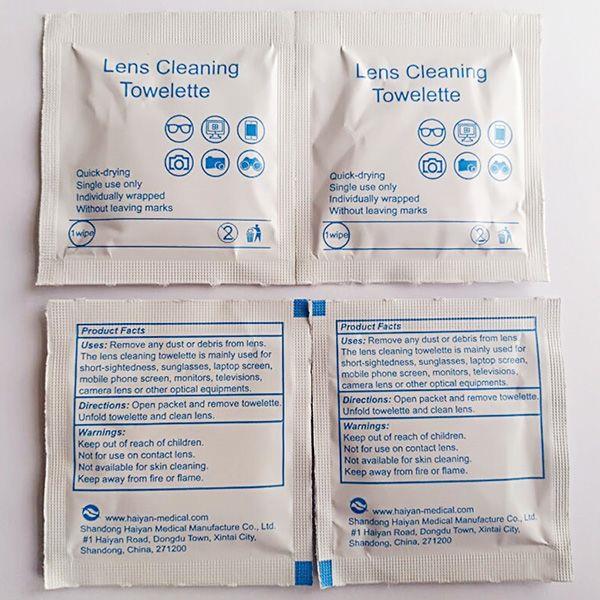 Lens Cleaning
Towelette
Quick-drying
Single use only
Individually wrapped
Without leaving marks
1wipe
2
Lens Cleaning
Towelette
Quick-drying
Single use only
Individually wrapped
Without leaving marks
1wipe
2
Product Facts
Uses: Remove any dust or debris from lens.
The lens cleaning towelette is mainly used for
short-sightedness, sunglasses, laptop screen,
mobile phone screen, monitors, televisions,
camera lens or other optical equipments.
Directions: Open packet and remove towelette.
Unfold towelette and clean lens.
Warnings:
Keep out of reach of children.
Not for use on contact lens.
Not available for skin cleaning.
Keep away from fire or flame.
www.haiyan-medical.com
Shandong Haiyan Medical Manufacture Co., Ltd.
#1 Haiyan Road, Dongdu Town, Xintai City,
Shandong, China, 271200
Product Facts
Uses: Remove any dust or debris from lens.
The lens cleaning towelette is mainly used for
short-sightedness, sunglasses, laptop screen,
mobile phone screen, monitors, televisions,
camera lens or other optical equipments.
Directions: Open packet and remove towelette.
Unfold towelette and clean lens.
Warnings:
Keep out of reach of children.
Not for use on contact lens.
Not available for skin cleaning.
Keep away from fire or flame.
www.haiyan-medical.com
Shandong Haiyan Medical Manufacture Co., Ltd.
#1 Haiyan Road, Dongdu Town, Xintai City,
Shandong, China, 271200